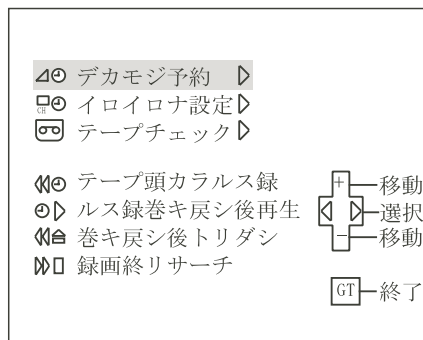 デカモジ予約
CH イロイロナ設定
テープチェック
テープ頭カラルス録
ルス録巻キ戻シ後再生
巻キ戻シ後トリダシ
録画終リサーチ
+ 移動
選択
− 移動
GT 終了